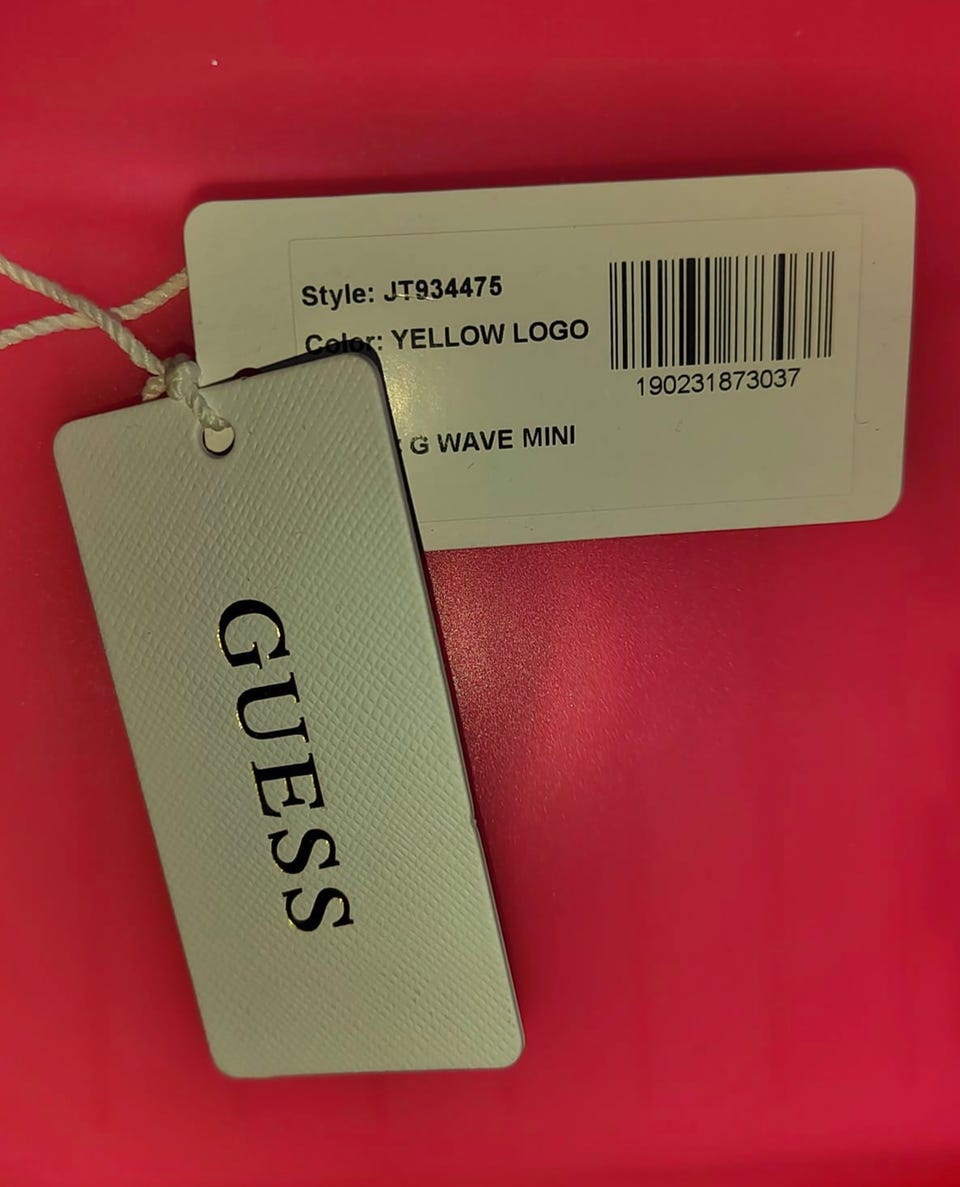 Style: JT934475
Color: YELLOW LOGO
190231873037
: G WAVE MINI
GUESS